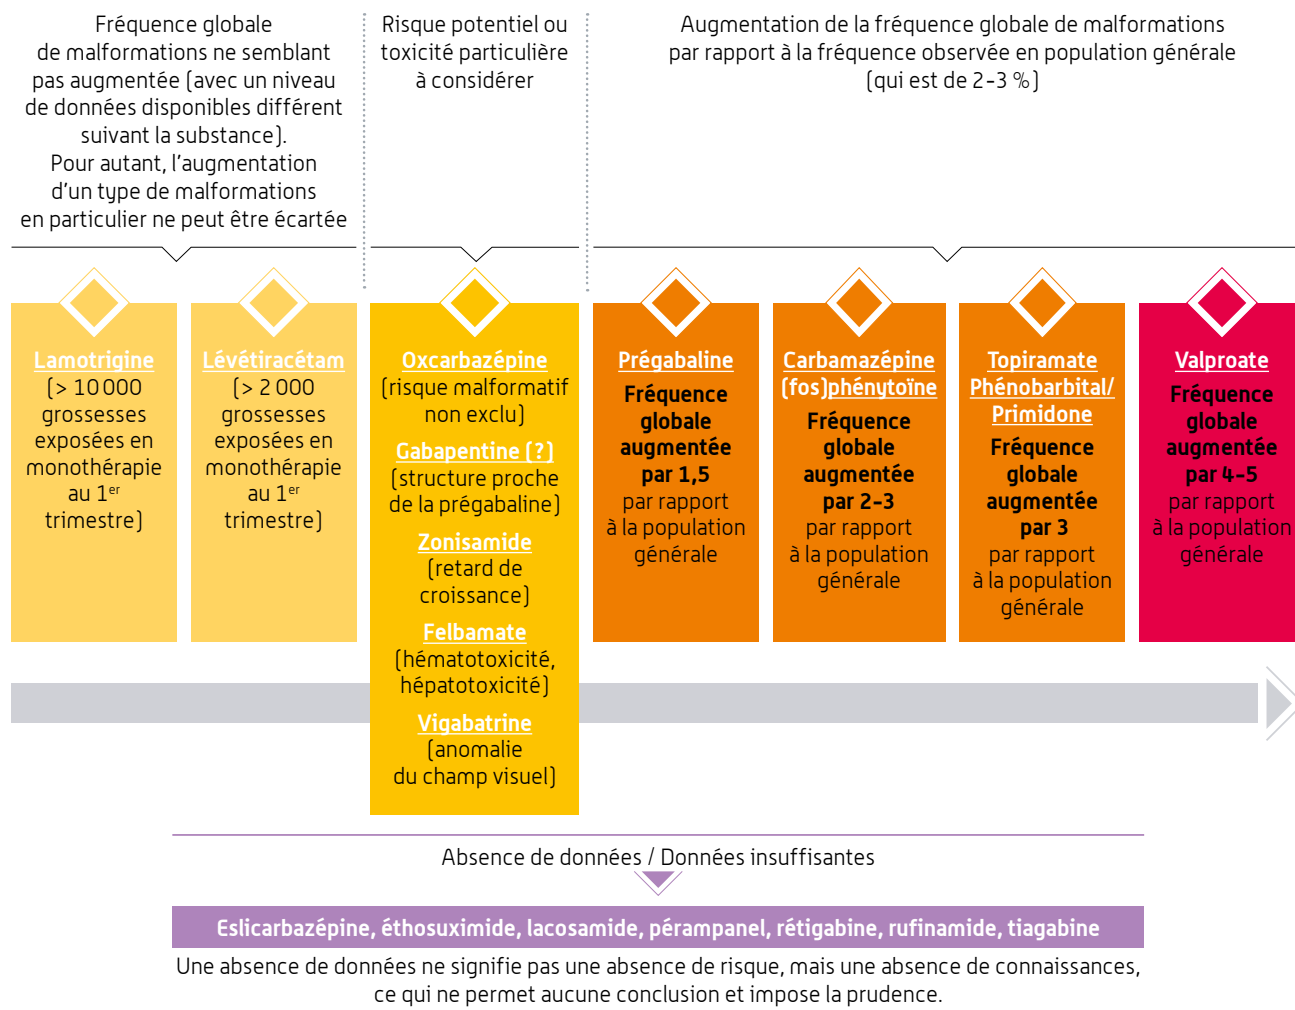 Fréquence globale
de malformations ne semblant
pas augmentée (avec un niveau
de données disponibles différent
suivant la substance).
Pour autant, l'augmentation
d'un type de malformations
en particulier ne peut être écartée
Risque potentiel ou
toxicité particulière
à considérer
Augmentation de la fréquence globale de malformations
par rapport à la fréquence observée en population générale
(qui est de 2-3 %)
Lamotrigine
(> 10 000
grossesses
exposées en
monothérapie
au 1er
trimestre)
Lévétiracétam
(> 2 000
grossesses
exposées en
monothérapie
au 1er
trimestre)
Oxcarbazépine
(risque malformatif
non exclu)
Gabapentine (?)
(structure proche
de la prégabaline)
Zonisamide
(retard de
croissance)
Felbamate
(hématotoxicité,
hépatotoxicité)
Vigabatrine
(anomalie
du champ visuel)
Prégabaline
Fréquence
globale
augmentée
par 1,5
par rapport
à la population
générale
Carbamazépine
(fos)phénytoïne
Fréquence
globale
augmentée
par 2-3
par rapport
à la population
générale
Topiramate
Phénobarbital/
Primidone
Fréquence
globale
augmentée
par 3
par rapport
à la population
générale
Valproate
Fréquence
globale
augmentée
par 4-5
par rapport
à la population
générale
Absence de données / Données insuffisantes
Eslicarbazépine, éthosuximide, lacosamide, pérampanel, rétigabine, rufinamide, tiagabine
Une absence de données ne signifie pas une absence de risque, mais une absence de connaissances,
ce qui ne permet aucune conclusion et impose la prudence.